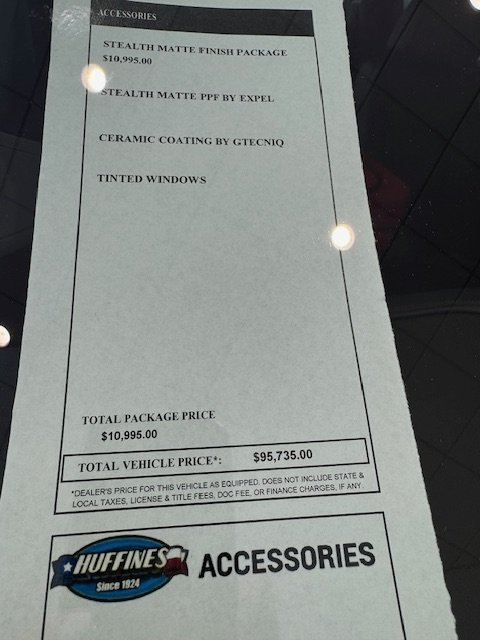 ACCESSORIES
STEALTH MATTE FINISH PACKAGE
$10,995.00
STEALTH MATTE PPF BY EXPEL
CERAMIC COATING BY GTECNIQ
TINTED WINDOWS
TOTAL PACKAGE PRICE
$10,995.00
TOTAL VEHICLE PRICE*: $95,735.00
*DEALER'S PRICE FOR THIS VEHICLE AS EQUIPPED. DOES NOT INCLUDE STATE &
LOCAL TAXES, LICENSE & TITLE FEES, DOC FEE, OR FINANCE CHARGES, IF ANY.
HUFFINES ACCESSORIES
Since 1924